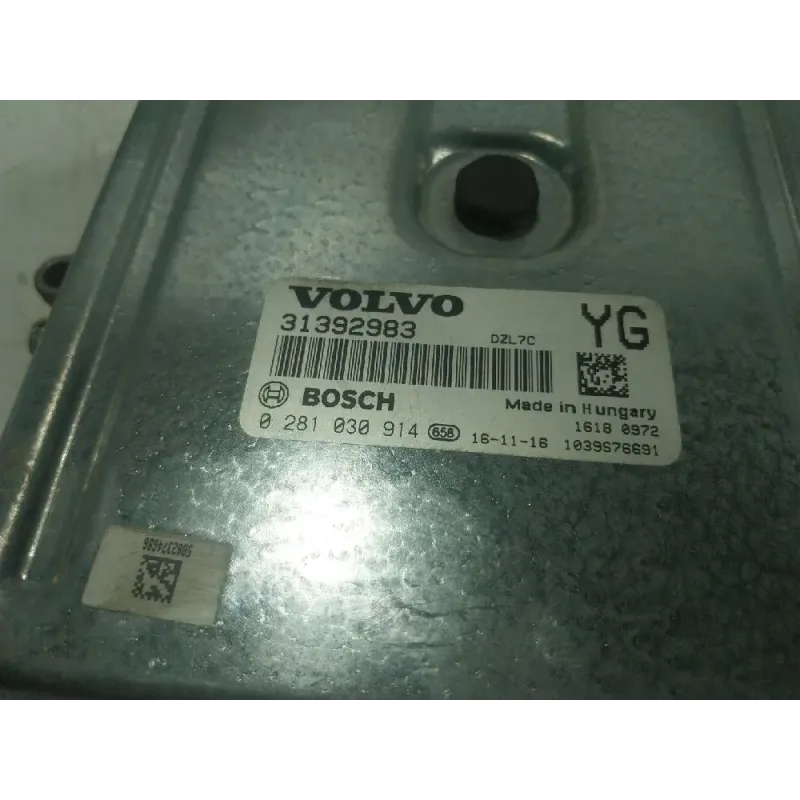 VOLVO
31392983
DZL7C
YG
BOSCH
Made in Hungary
0 281 030 914 658 16-11-16
1618 0972
1039S76691